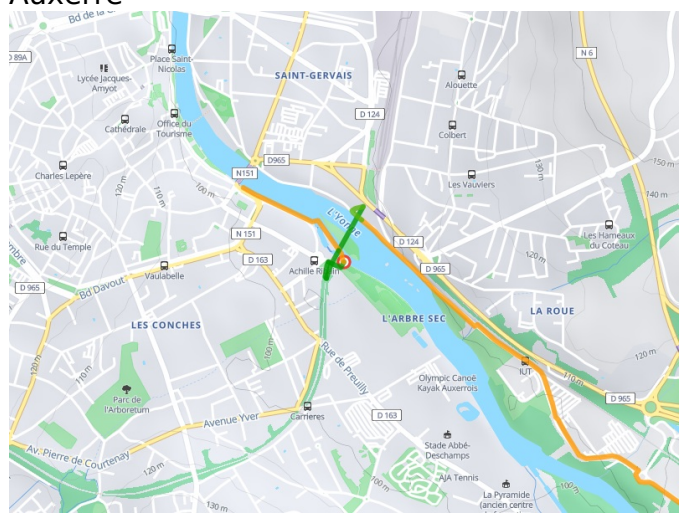 Auxerre
Bd de la C
D 89A
Place Saint-
Nicolas
N 6
Lycée Jacques-
Amyot
SAINT-GERVAIS
Alouette
D 124
Cathédrale
Office du
Tourisme
Colbert
150 m
D965
Charles Lepère
120 m
110 m
100 m
N151
Les Vauviers
130 m
140 m
L'Yonne
Rue du Temple
N 151
D 124
Les Hameaux
du Coteau
120 m
D 163
Achille Ribain
D 965
D 965
Vaulabelle
Bd Davout
LES CONCHES
L'ARBRE SEC
LA ROUE
120 m
100 m
Rue de Preuilly
IUT
110 m
Olympic Canoë
Kayak Auxerrois
Parc de
l'Arboretum
D 965
Carrieres
D 163
Avenue Yver
Stade Abbé-
Deschamps
Av. Pierre de Courtenay
120 m
AJA Tennis
100 m
La Pyramide
(ancien centre
130 m